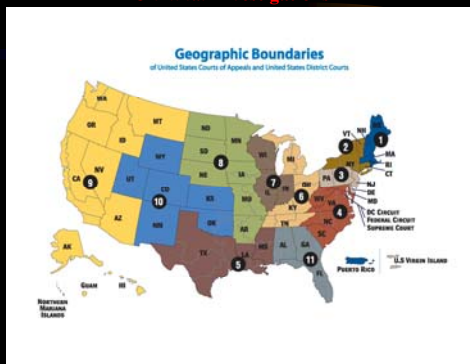 Geographic Boundaries
of United States Courts of Appeals and United States District Courts
WA
MT
ND
MN
VT
NH
1
OR
ID
SD
WI
MI
2
NY
MA
WY
8
RI
NE
IA
7
PA
3
CT
NV
UT
IL
IN
6
NJ
CA
9
CO
10
KS
MO
KY
WV
VA
4
DE
MD
TN
NC
DC CIRCUIT
FEDERAL CIRCUIT
SUPREME COURT
AZ
NM
OK
AR
SC
TX
LA
5
MS
AL
GA
11
AK
FL
PUERTO RICO
U.S VIRGIN ISLAND
HI
GUAM
NORTHERN
MARIANA
ISLANDS